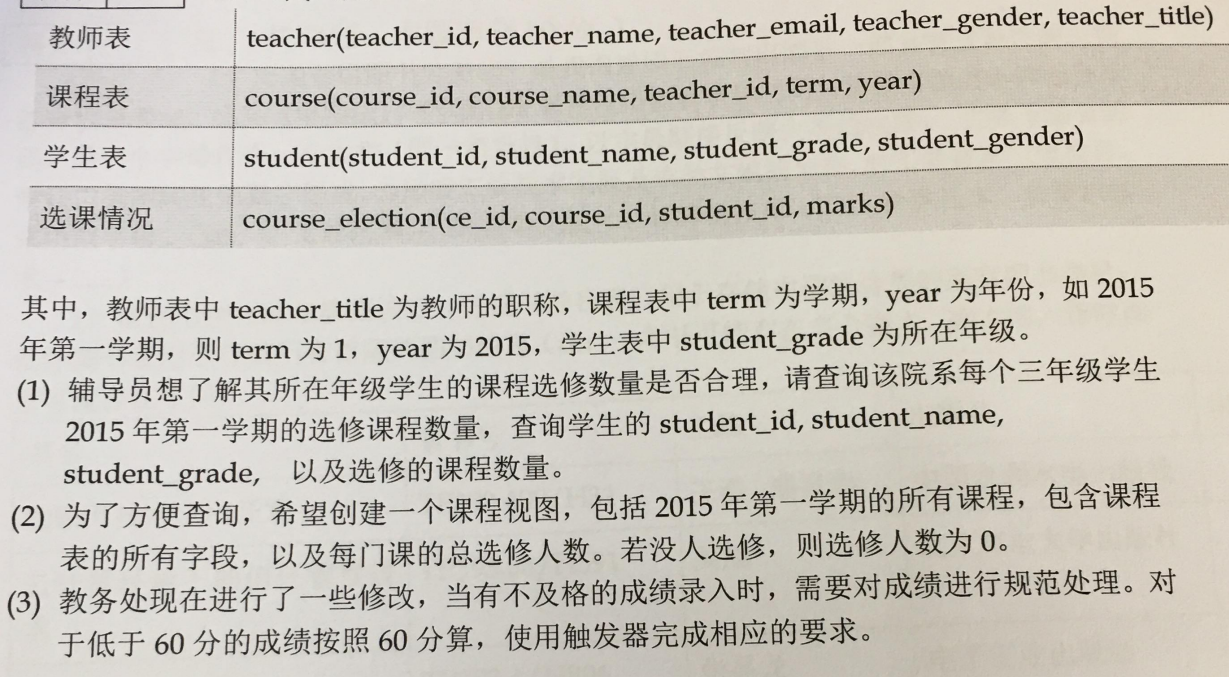 教师表 teacher(teacher_id, teacher_name, teacher_email, teacher_gender, teacher_title)
课程表 course(course_id, course_name, teacher_id, term, year)
学生表 student(student_id, student_name, student_grade, student_gender)
选课情况 course_election(ce_id, course_id, student_id, marks)
其中，教师表中 teacher_title 为教师的职称，课程表中 term 为学期，year 为年份，如 2015
年第一学期，则 term 为 1，year 为 2015，学生表中 student_grade 为所在年级。
(1) 辅导员想了解其所在年级学生的课程选修数量是否合理，请查询该院系每个三年级学生
2015 年第一学期的选修课程数量，查询学生的 student_id, student_name,
student_grade, 以及选修的课程数量。
(2) 为了方便查询，希望创建一个课程视图，包括 2015 年第一学期的所有课程，包含课程
表的所有字段，以及每门课的总选修人数。若没人选修，则选修人数为 0。
(3) 教务处现在进行了一些修改，当有不及格的成绩录入时，需要对成绩进行规范处理。对
于低于 60 分的成绩按照 60 分算，使用触发器完成相应的要求。